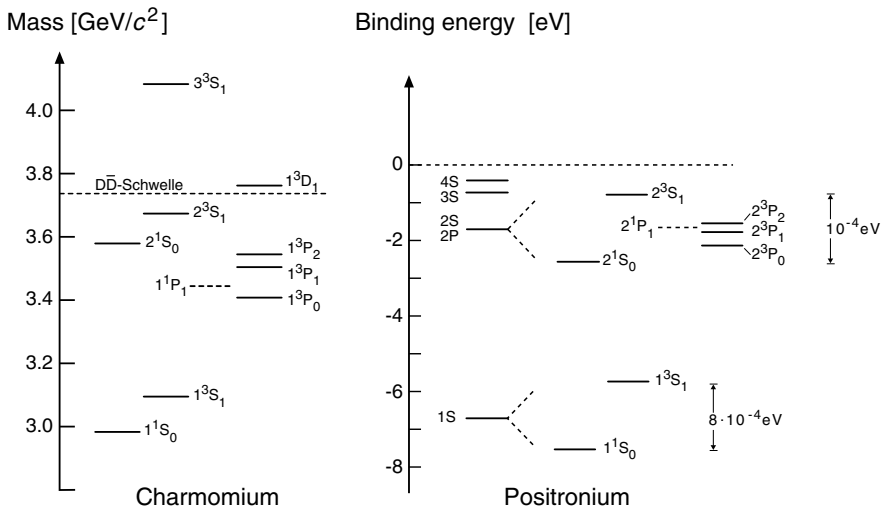 Mass [GeV/c²]
4.0
3.8
3.6
3.4
3.2
3.0
3³S₁
DD̄-Schwelle
1³D₁
2³S₁
2¹S₀
1³P₂
1³P₁
1¹P₁
1³P₀
1³S₁
1¹S₀
Charmomium
Binding energy [eV]
0
-2
-4
-6
-8
4S
3S
2S
2P
2³S₁
2¹S₀
2¹P₁
2³P₂
2³P₁
2³P₀
10⁻⁴eV
1S
1³S₁
1¹S₀
8·10⁻⁴eV
Positronium